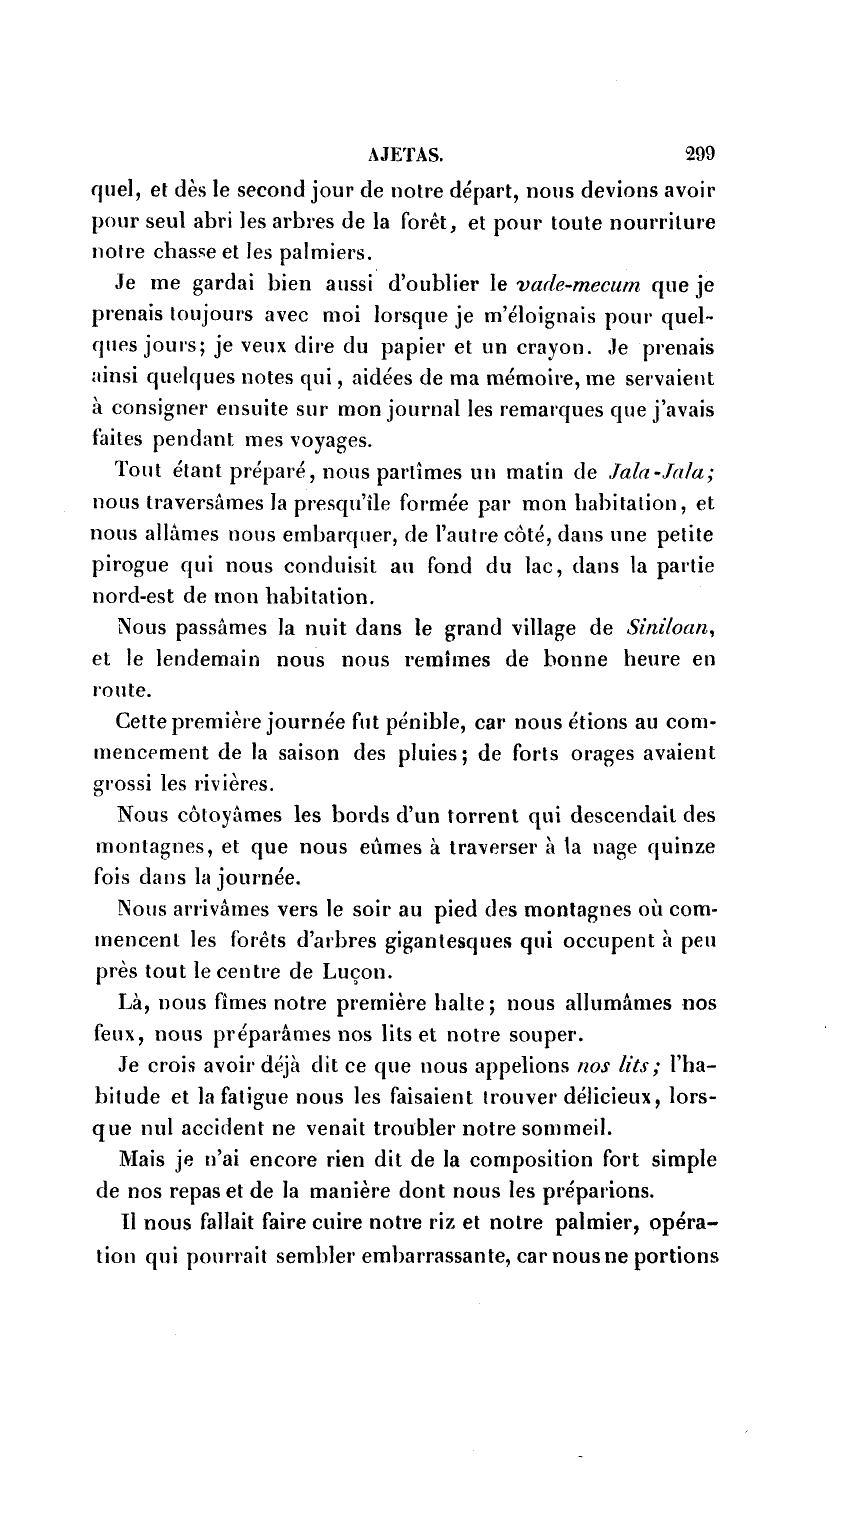 AJETAS. 299
quel, et dès le second jour de notre départ, nous devions avoir
pour seul abri les arbres de la forêt, et pour toute nourriture
notre chasse et les palmiers.
Je me gardai bien aussi d'oublier le vade-mecum que je
prenais toujours avec moi lorsque je m'éloignais pour quel-
ques jours; je veux dire du papier et un crayon. Je prenais
ainsi quelques notes qui, aidées de ma mémoire, me servaient
à consigner ensuite sur mon journal les remarques que j'avais
faites pendant mes voyages.
Tout étant préparé, nous partîmes un matin de Jala-Jala;
nous traversâmes la presqu'île formée par mon habitation, et
nous allâmes nous embarquer, de l'autre côté, dans une petite
pirogue qui nous conduisit au fond du lac, dans la partie
nord-est de mon habitation.
Nous passâmes la nuit dans le grand village de Siniloan,
et le lendemain nous nous remîmes de bonne heure en
route.
Cette première journée fut pénible, car nous étions au com-
mencement de la saison des pluies; de forts orages avaient
grossi les rivières.
Nous côtoyâmes les bords d'un torrent qui descendait des
montagnes, et que nous eûmes à traverser à la nage quinze
fois dans la journée.
Nous arrivâmes vers le soir au pied des montagnes où com-
mencent les forêts d'arbres gigantesques qui occupent à peu
près tout le centre de Luçon.
Là, nous fîmes notre première halte; nous allumâmes nos
feux, nous préparâmes nos lits et notre souper.
Je crois avoir déjà dit ce que nous appelions nos lits; l'ha-
bitude et la fatigue nous les faisaient trouver délicieux, lors-
que nul accident ne venait troubler notre sommeil.
Mais je n'ai encore rien dit de la composition fort simple
de nos repas et de la manière dont nous les préparions.
Il nous fallait faire cuire notre riz et notre palmier, opéra-
tion qui pourrait sembler embarrassante, car nous ne portions